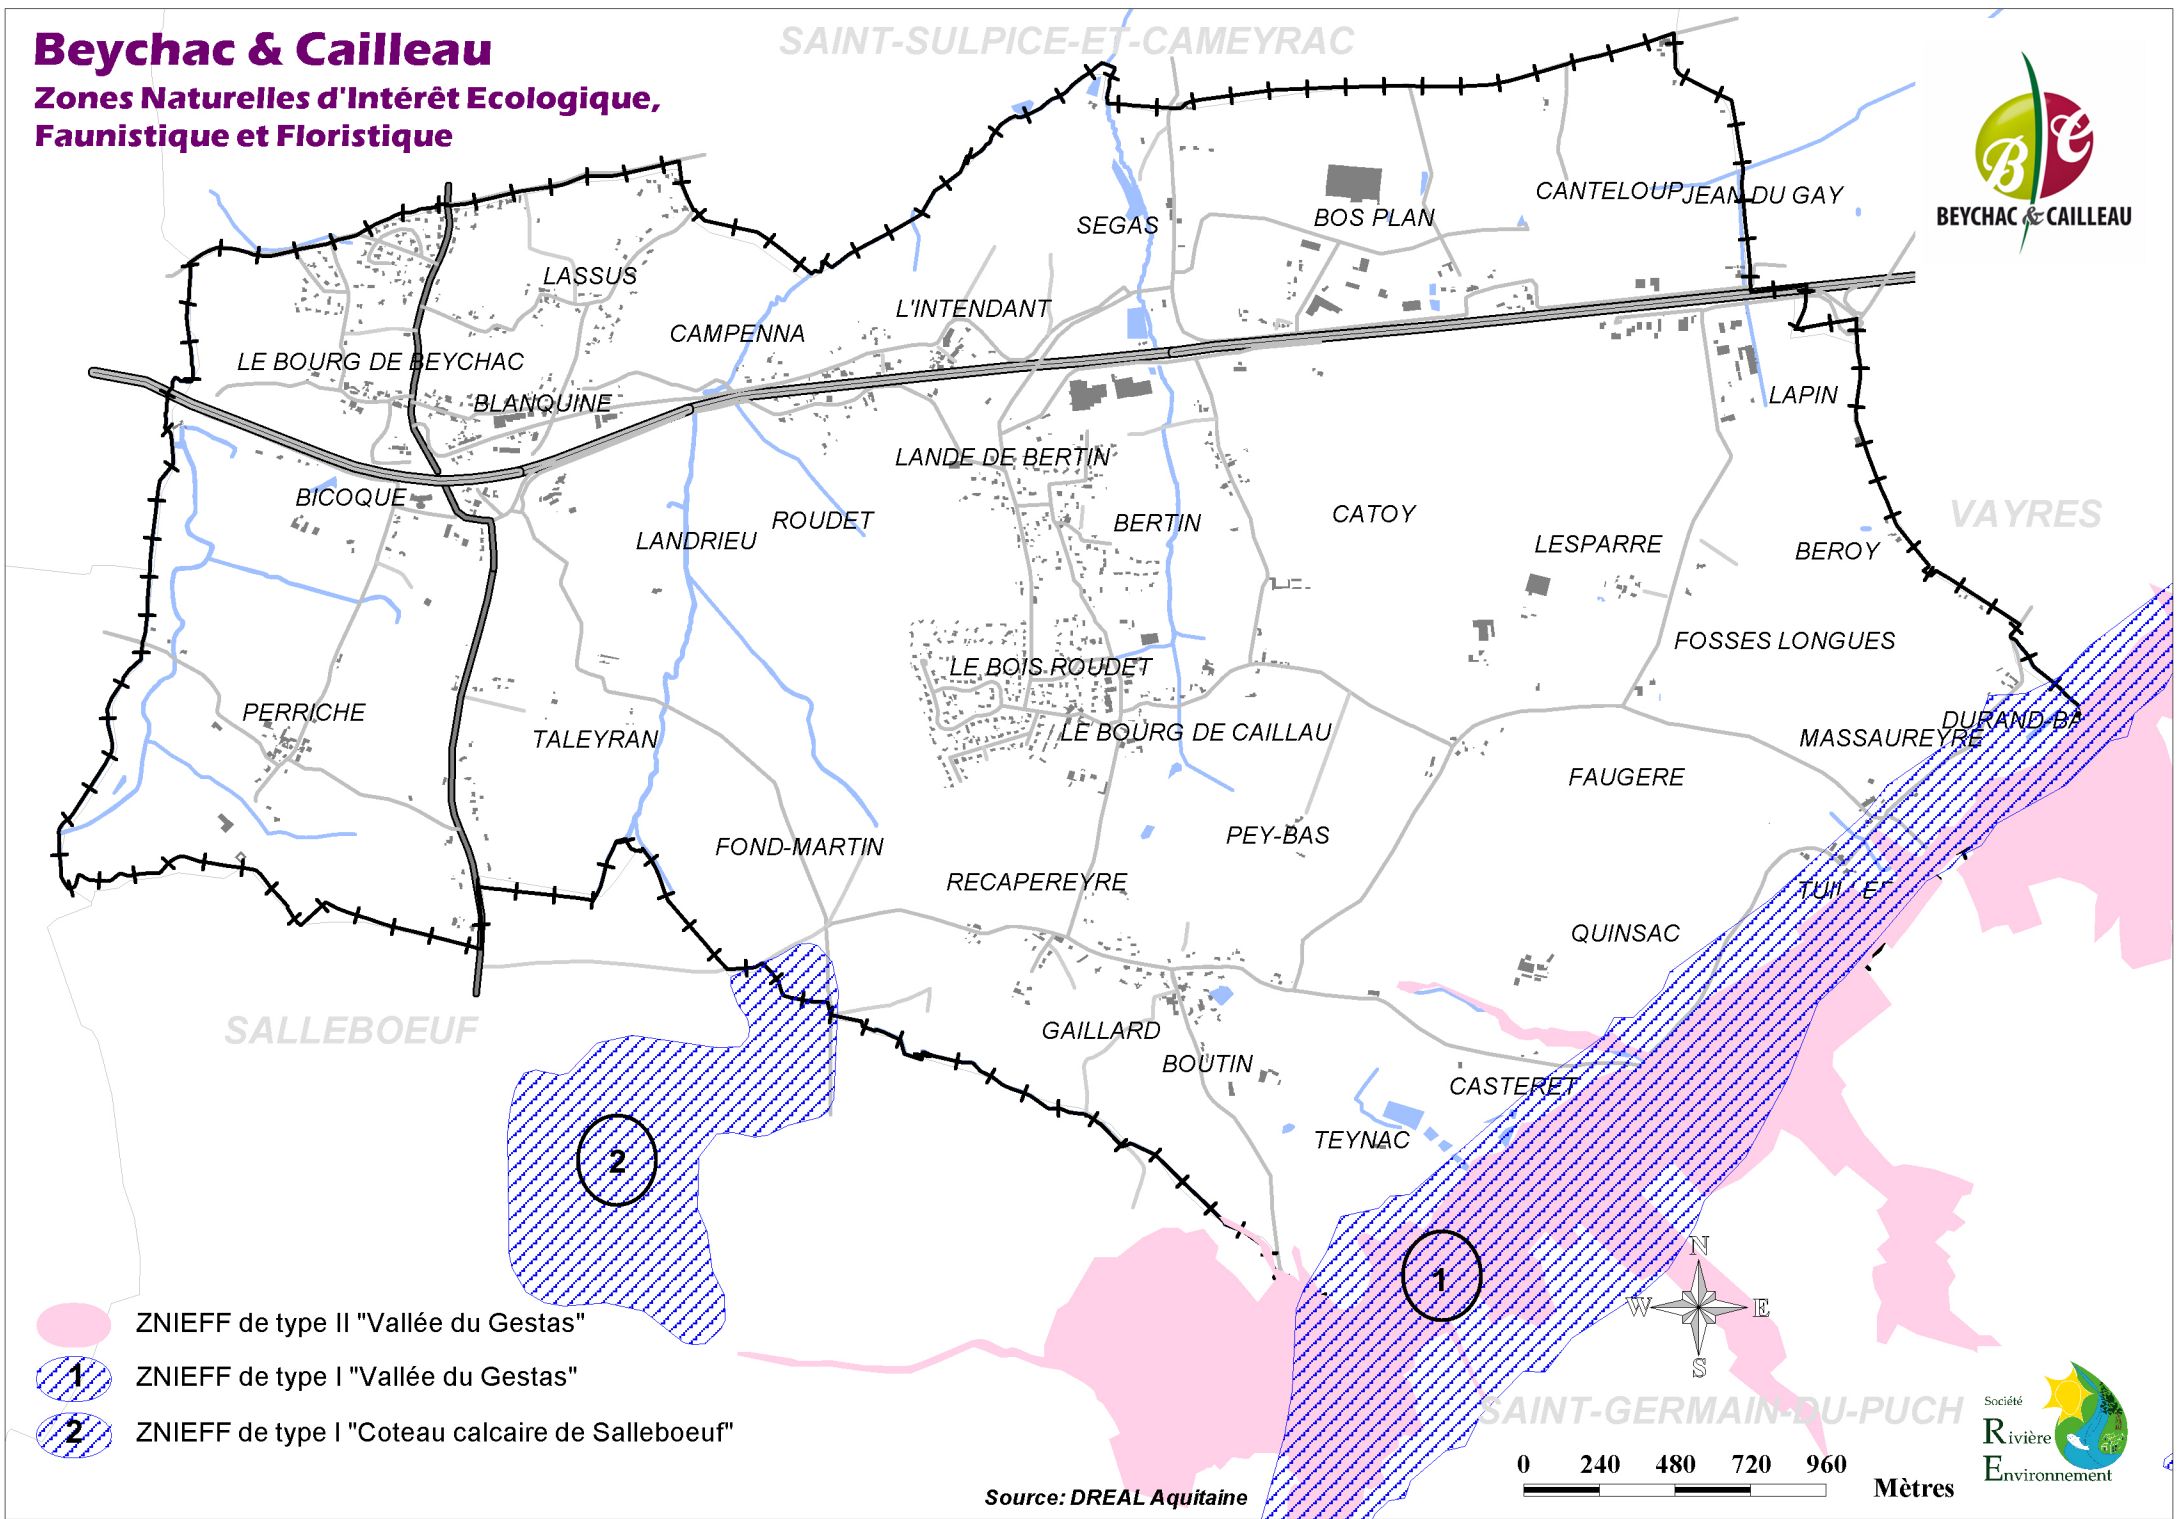 Beychac & Cailleau
Zones Naturelles d'Intérêt Ecologique,
Faunistique et Floristique
SAINT-SULPICE-ET-CAMEYRAC
B C
BEYCHAC & CAILLEAU
CANTELOUP
JEAN DU GAY
BOS PLAN
SEGAS
LASSUS
L'INTENDANT
CAMPENNA
LE BOURG DE BEYCHAC
BLANQUINE
LAPIN
LANDE DE BERTIN
BICOQUE
ROUDET
LANDRIEU
BERTIN
CATOY
VAYRES
LESPARRE
BEROY
FOSSES LONGUES
LE BOIS ROUDET
PERRICHE
TALEYRAN
LE BOURG DE CAILLAU
DURAND-BA
MASSAUREYRE
FAUGERE
PEY-BAS
FOND-MARTIN
RECAPEREYRE
QUINSAC
SALLEBOEUF
GAILLARD
BOUTIN
CASTERET
TEYNAC
2
1
N
W E
S
ZNIEFF de type II "Vallée du Gestas"
1 ZNIEFF de type I "Vallée du Gestas"
2 ZNIEFF de type I "Coteau calcaire de Salleboeuf"
SAINT-GERMAIN-DU-PUCH
Société
Rivière
Environnement
0 240 480 720 960
Mètres
Source: DREAL Aquitaine